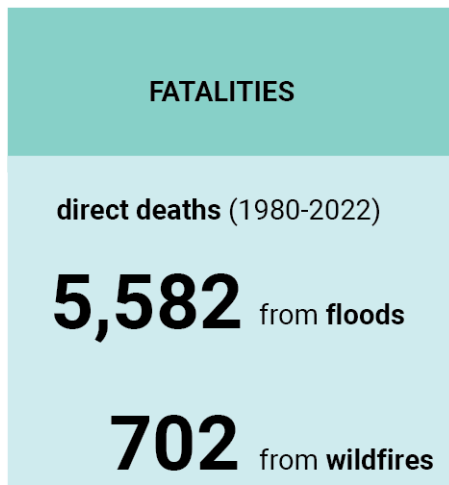 FATALITIES
direct deaths (1980-2022)
5,582 from floods
702 from wildfires